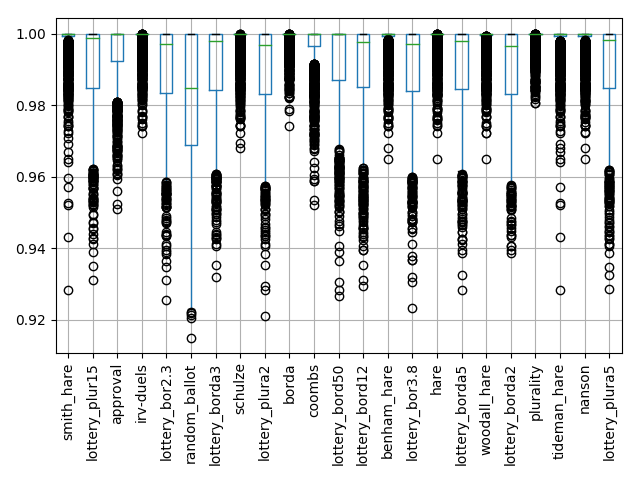 1.00
0.98
0.96
0.94
0.92
smith_hare
lottery_plur15
approval
irv-duels
lottery_bor2.3
random_ballot
lottery_borda3
schulze
lottery_plura2
borda
coombs
lottery_bord50
lottery_bord12
benham_hare
lottery_bor3.8
hare
lottery_borda5
woodall_hare
lottery_borda2
plurality
tideman_hare
nanson
lottery_plura5